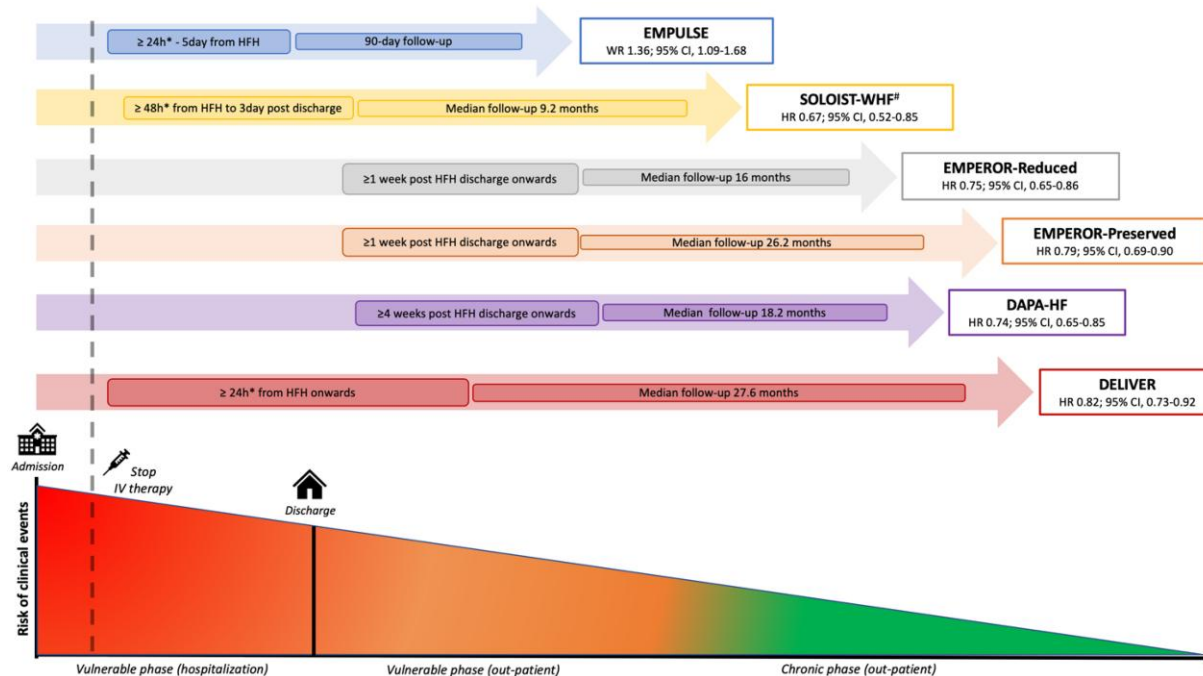 ≥ 24h* - 5day from HFH
90-day follow-up
EMPULSE
WR 1.36; 95% CI, 1.09-1.68
≥ 48h* from HFH to 3day post discharge
Median follow-up 9.2 months
SOLOIST-WHF#
HR 0.67; 95% CI, 0.52-0.85
≥1 week post HFH discharge onwards
Median follow-up 16 months
EMPEROR-Reduced
HR 0.75; 95% CI, 0.65-0.86
≥1 week post HFH discharge onwards
Median follow-up 26.2 months
EMPEROR-Preserved
HR 0.79; 95% CI, 0.69-0.90
≥4 weeks post HFH discharge onwards
Median follow-up 18.2 months
DAPA-HF
HR 0.74; 95% CI, 0.65-0.85
≥ 24h* from HFH onwards
Median follow-up 27.6 months
DELIVER
HR 0.82; 95% CI, 0.73-0.92
Admission
Stop
IV therapy
Discharge
Risk of clinical events
Vulnerable phase (hospitalization)
Vulnerable phase (out-patient)
Chronic phase (out-patient)